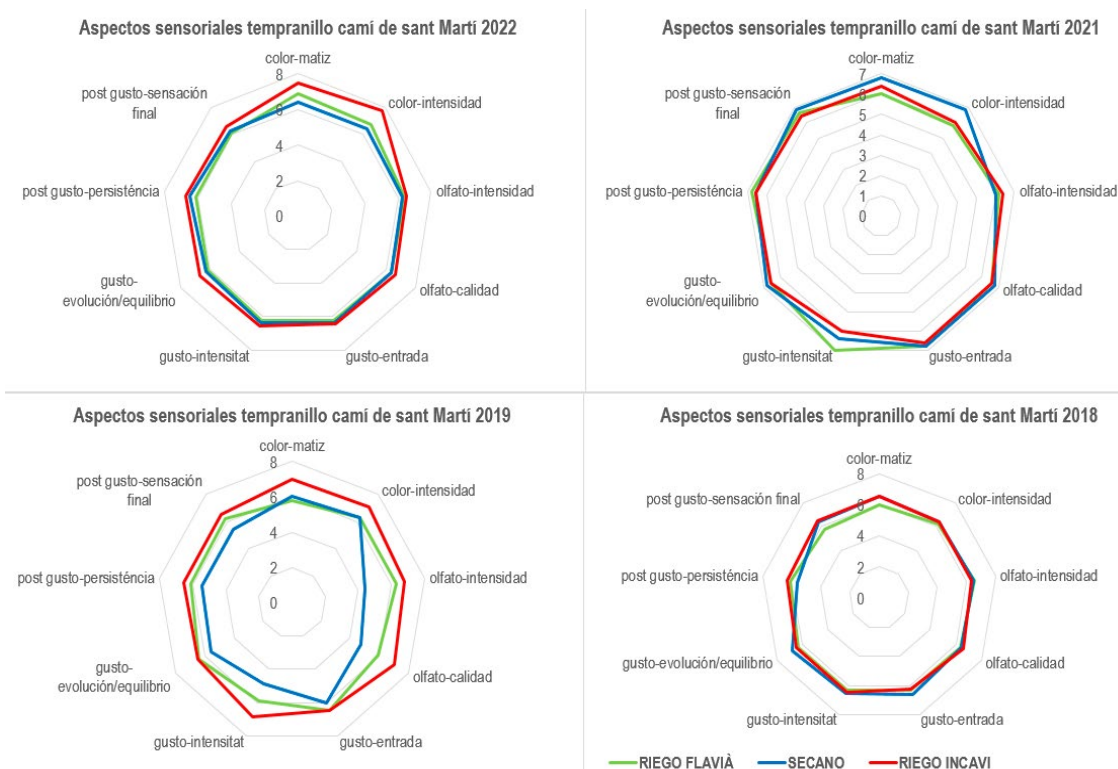 Aspectos sensoriales tempranillo camí de sant Martí 2022
color-matiz
8
6
4
2
0
color-intensidad
olfato-intensidad
olfato-calidad
gusto-entrada
gusto-intensitat
gusto-
evolución/equilibrio
post gusto-persisténcia
post gusto-sensación
final
Aspectos sensoriales tempranillo camí de sant Martí 2021
color-matiz
7
6
5
4
3
2
1
0
color-intensidad
olfato-intensidad
olfato-calidad
gusto-entrada
gusto-intensitat
gusto-
evolución/equilibrio
post gusto-persisténcia
post gusto-sensación
final
Aspectos sensoriales tempranillo camí de sant Martí 2019
color-matiz
8
6
4
2
0
color-intensidad
olfato-intensidad
olfato-calidad
gusto-entrada
gusto-intensitat
gusto-
evolución/equilibrio
post gusto-persisténcia
post gusto-sensación
final
Aspectos sensoriales tempranillo camí de sant Martí 2018
color-matiz
8
6
4
2
0
color-intensidad
olfato-intensidad
olfato-calidad
gusto-entrada
gusto-intensitat
gusto-evolución/equilibrio
post gusto-persisténcia
post gusto-sensación final
RIEGO FLAVIÀ SECANO RIEGO INCAVI